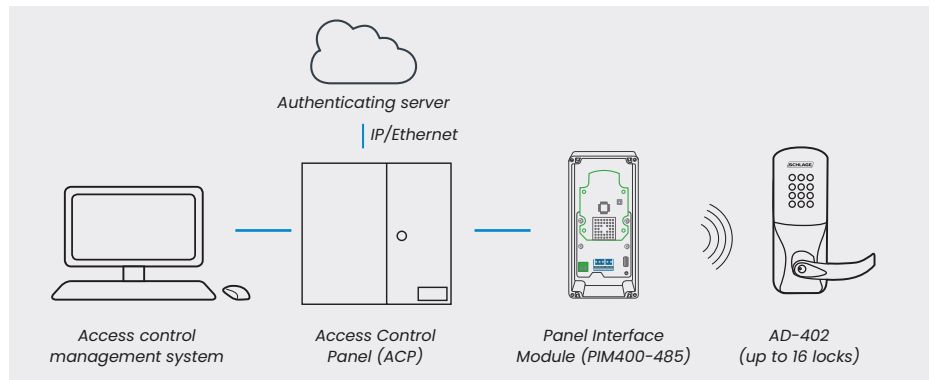 Authenticating server
IP/Ethernet
SCHLAGE
Access control
management system
Access Control
Panel (ACP)
Panel Interface
Module (PIM400-485)
AD-402
(up to 16 locks)